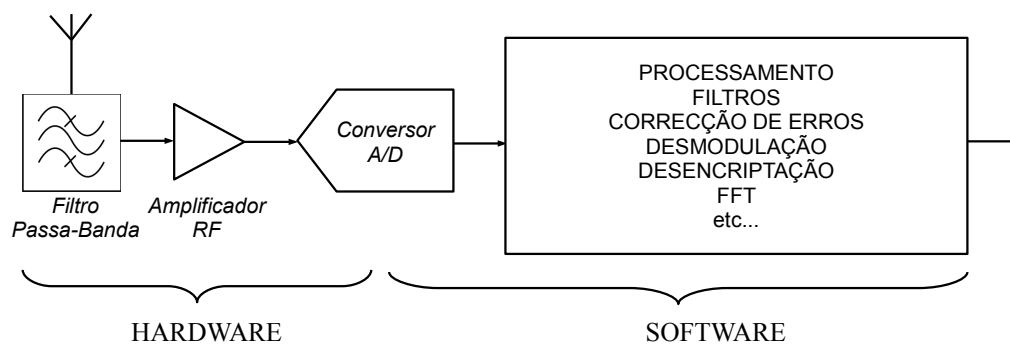 Filtro
Passa-Banda
Amplificador
RF
Conversor
A/D
PROCESSAMENTO
FILTROS
CORRECÇÃO DE ERROS
DESMODULAÇÃO
DESENCRIPTAÇÃO
FFT
etc...
HARDWARE
SOFTWARE